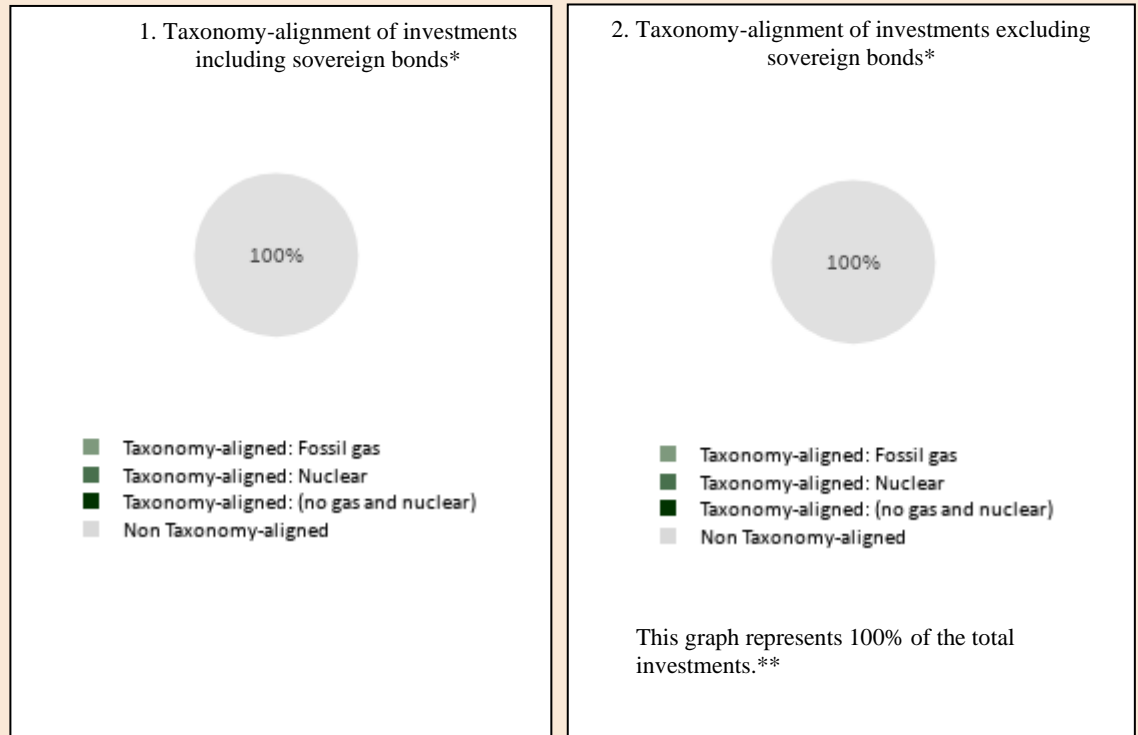 1. Taxonomy-alignment of investments
including sovereign bonds*
100%
Taxonomy-aligned: Fossil gas
Taxonomy-aligned: Nuclear
Taxonomy-aligned: (no gas and nuclear)
Non Taxonomy-aligned
2. Taxonomy-alignment of investments excluding
sovereign bonds*
100%
Taxonomy-aligned: Fossil gas
Taxonomy-aligned: Nuclear
Taxonomy-aligned: (no gas and nuclear)
Non Taxonomy-aligned
This graph represents 100% of the total
investments.**